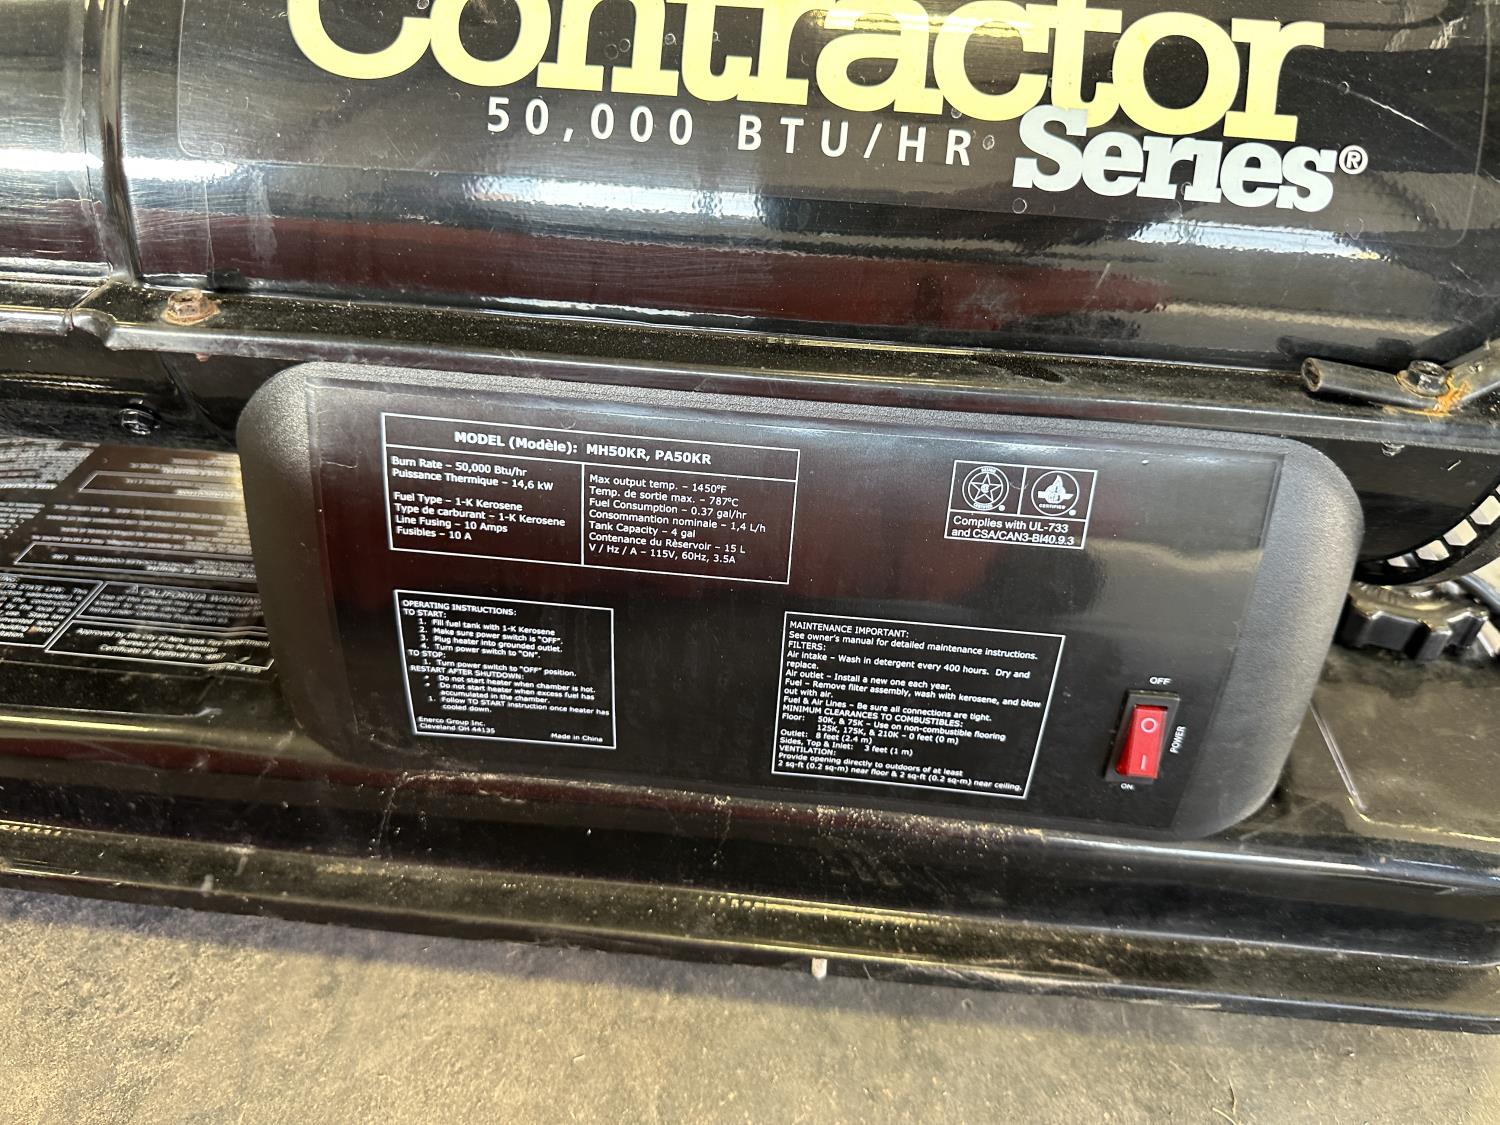 Contractor
50,000 BTU/HR Series®
MODEL (Modèle): MH50KR, PA50KR
Burn Rate – 50,000 Btu/hr
Puissance Thermique – 14,6 kW
Fuel Type – 1-K Kerosene
Type de carburant – 1-K Kerosene
Line Fusing – 10 Amps
Fusibles – 10 A
Max output temp. – 1450°F
Temp. de sortie max. – 787°C
Fuel Consumption – 0.37 gal/hr
Consommantion nominale – 1,4 L/h
Tank Capacity – 4 gal
Contenance du Rèservoir – 15 L
V / Hz / A – 115V, 60Hz, 3.5A
Complies with UL-733
and CSA/CAN3-BI40.9.3
OPERATING INSTRUCTIONS:
TO START:
1. Fill fuel tank with 1-K Kerosene
2. Make sure power switch is "OFF".
3. Plug heater into grounded outlet.
4. Turn power switch to "ON".
TO STOP:
1. Turn power switch to "OFF" position.
RESTART AFTER SHUTDOWN:
• Do not start heater when chamber is hot.
• Do not start heater when excess fuel has
accumulated in the chamber.
1. Follow TO START instruction once heater has
cooled down.
Enerco Group Inc.
Cleveland OH 44135
Made in China
MAINTENANCE IMPORTANT:
See owner's manual for detailed maintenance instructions.
FILTERS:
Air intake – Wash in detergent every 400 hours. Dry and
replace.
Air outlet – Install a new one each year.
Fuel – Remove filter assembly, wash with kerosene, and blow
out with air.
Fuel & Air Lines – Be sure all connections are tight.
MINIMUM CLEARANCES TO COMBUSTIBLES:
Floor: 50K, & 75K – Use on non-combustible flooring
125K, 175K, & 210K – 0 feet (0 m)
Outlet: 8 feet (2.4 m)
Sides, Top & Inlet: 3 feet (1 m)
VENTILATION:
Provide opening directly to outdoors of at least
2 sq-ft (0.2 sq-m) near floor & 2 sq-ft (0.2 sq-m) near ceiling.
OFF
POWER
ON
CALIFORNIA WARNING
Approved by the city of New York Fire Department